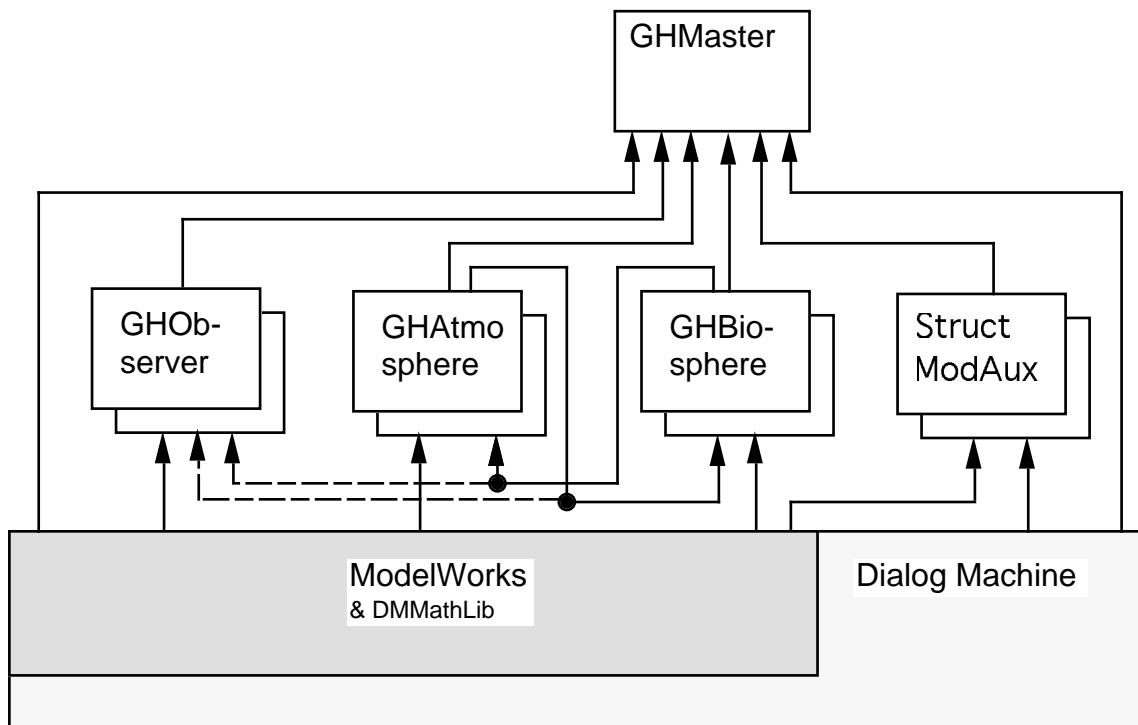 GHMaster
GHOb-
server
GHAtmo
sphere
GHBio-
sphere
Struct
ModAux
ModelWorks
& DMMathLib
Dialog Machine